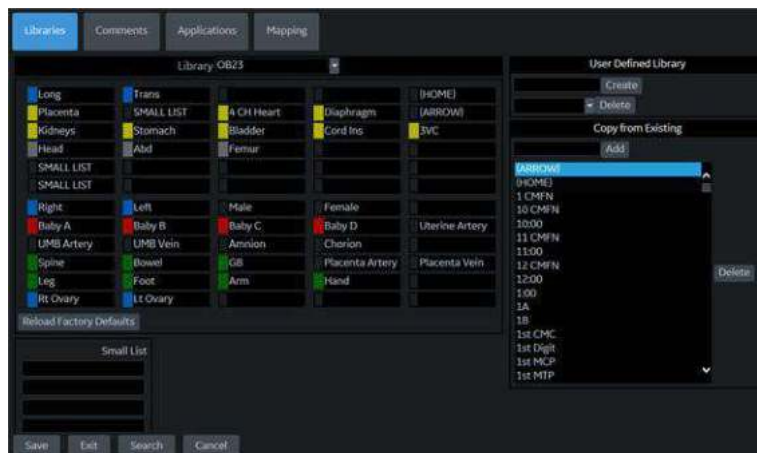 Libraries Comments Applications Mapping
Library OB23
Long Trans (HOME)
Placenta SMALL LIST 4 CH Heart Diaphragm (ARROW)
Kidneys Stomach Bladder Cord Ins 3VC
Head Abd Femur
SMALL LIST
SMALL LIST
Right Left Male Female
Baby A Baby B Baby C Baby D Uterine Artery
UMB Artery UMB Vein Amnion Chorion
Spine Bowel GB Placenta Artery Placenta Vein
Leg Foot Arm Hand
Rt Ovary Lt Ovary
Reload Factory Defaults
Small List
Save Exit Search Cancel
User Defined Library
Create
Delete
Copy from Existing
Add
(ARROW)
(HOME)
1 CMFN
10 CMFN
10:00
11 CMFN
11:00
12 CMFN
12:00
1:00
1A
1B
1st CMC
1st Digit
1st MCP
1st MTP
Delete